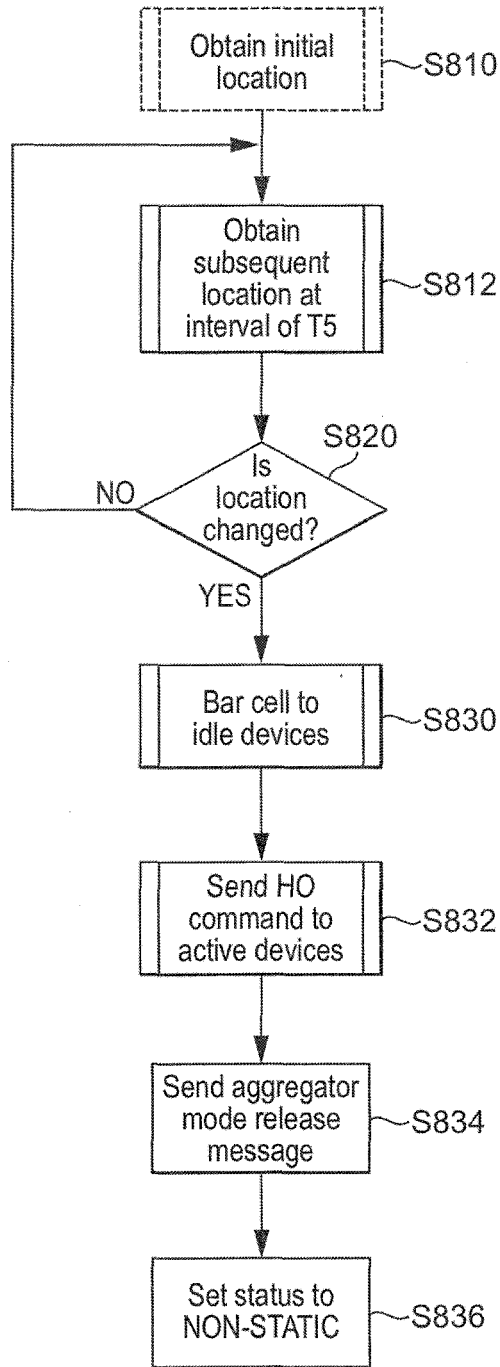 Obtain initial
location
S810
Obtain
subsequent
location at
interval of T5
S812
S820
Is
location
changed?
NO
YES
Bar cell to
idle devices
S830
Send HO
command to
active devices
S832
Send aggregator
mode release
message
S834
Set status to
NON-STATIC
S836